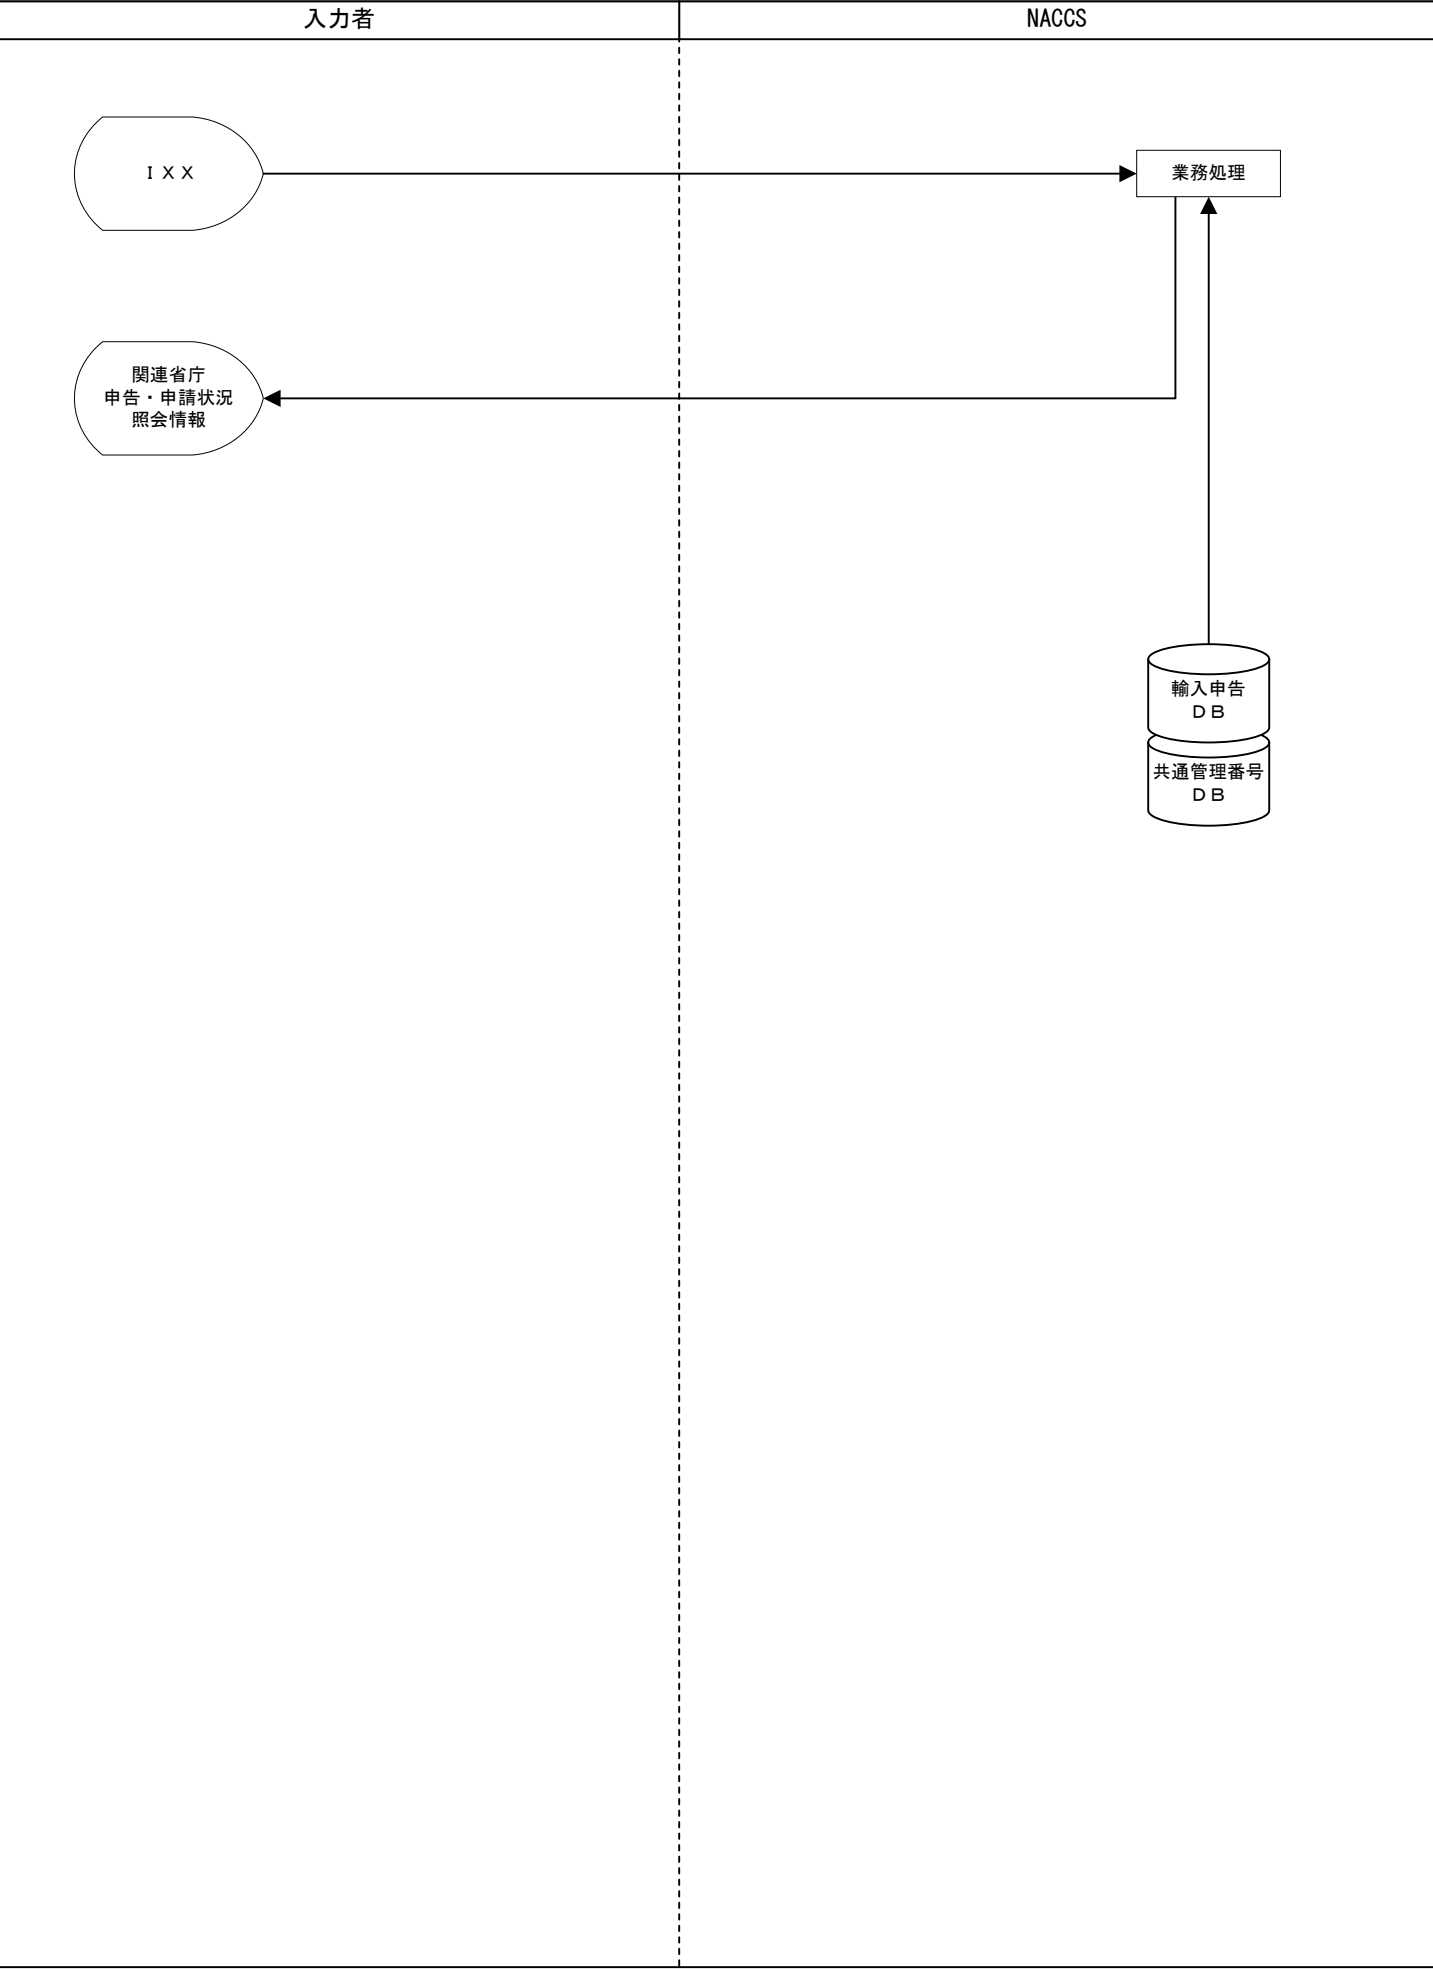 入力者
NACCS
ＩＸＸ
業務処理
関連省庁
申告・申請状況
照会情報
輸入申告
ＤＢ
共通管理番号
ＤＢ